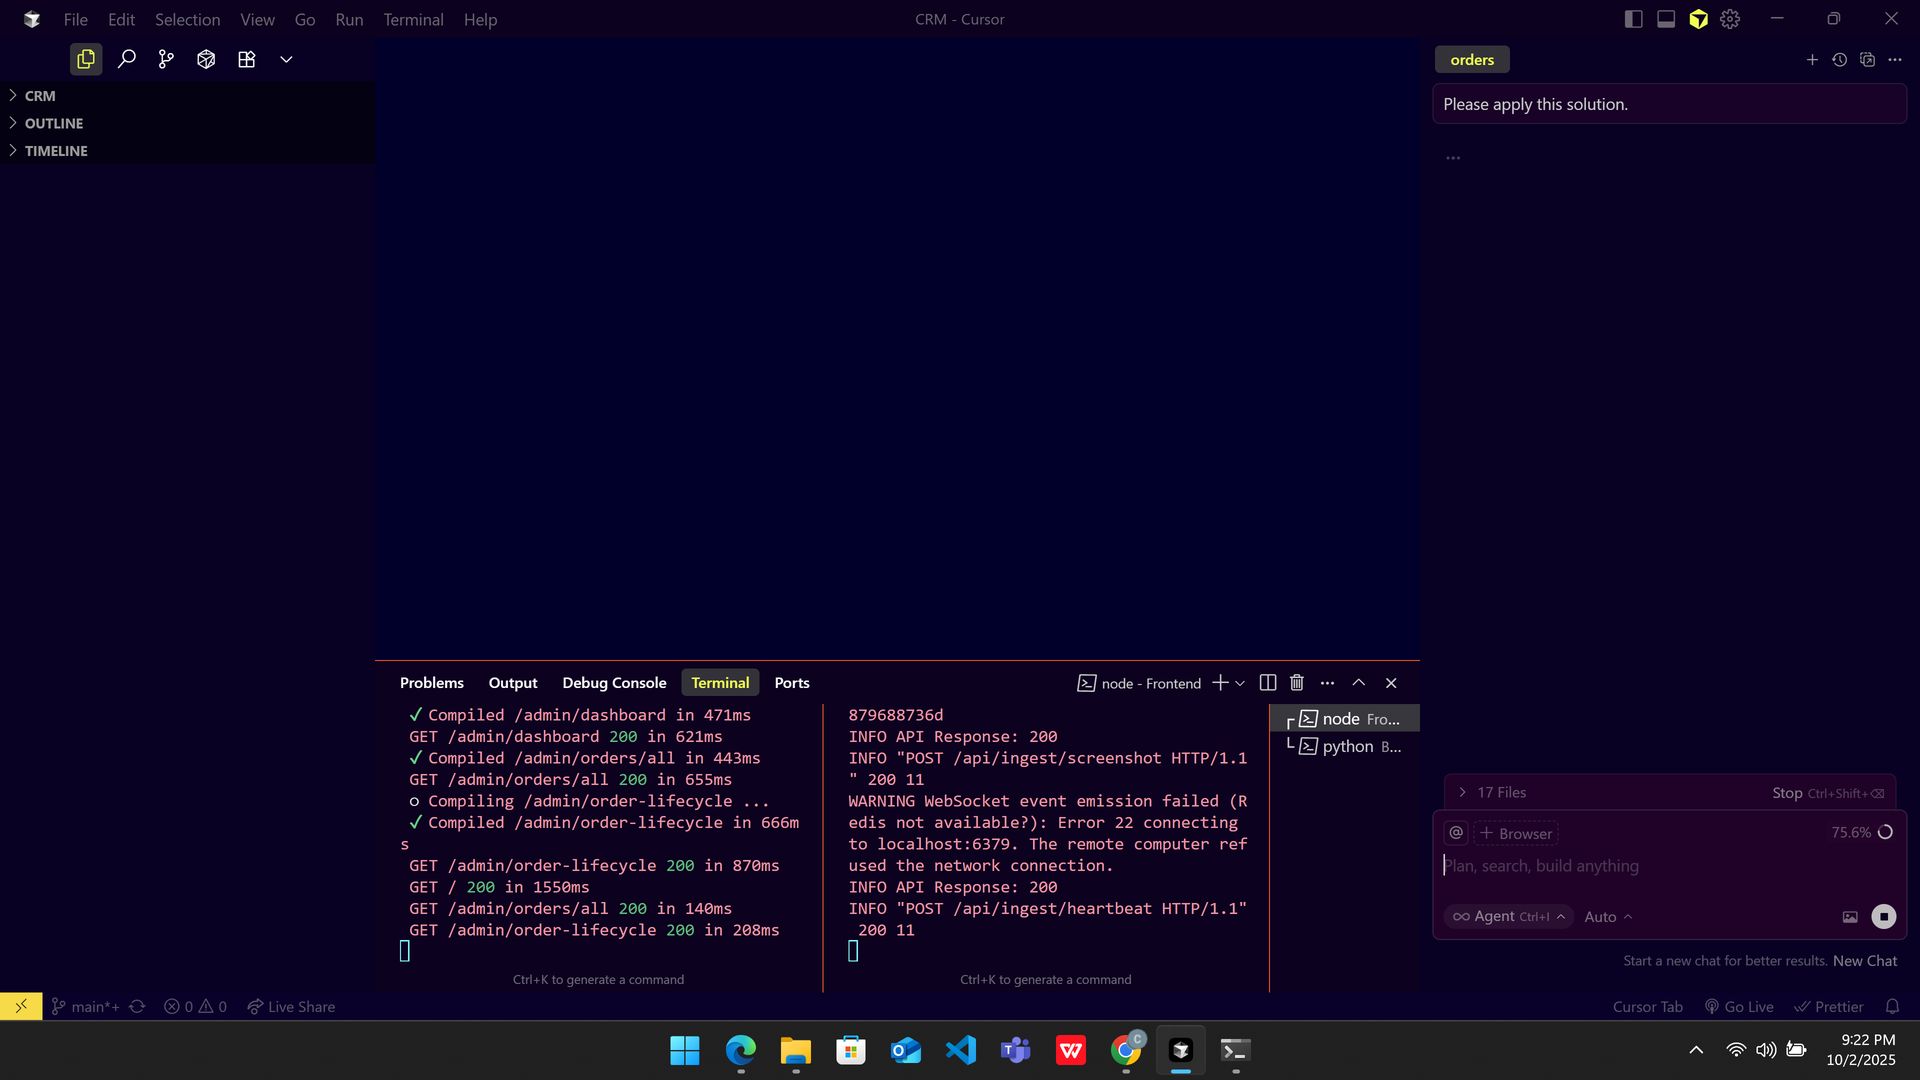 File Edit Selection View Go Run Terminal Help
CRM - Cursor
CRM
OUTLINE
TIMELINE
orders
Please apply this solution.
...
Problems Output Debug Console Terminal Ports
node - Frontend
✓ Compiled /admin/dashboard in 471ms
GET /admin/dashboard 200 in 621ms
✓ Compiled /admin/orders/all in 443ms
GET /admin/orders/all 200 in 655ms
○ Compiling /admin/order-lifecycle ...
✓ Compiled /admin/order-lifecycle in 666m
s
GET /admin/order-lifecycle 200 in 870ms
GET / 200 in 1550ms
GET /admin/orders/all 200 in 140ms
GET /admin/order-lifecycle 200 in 208ms
Ctrl+K to generate a command
879688736d
INFO API Response: 200
INFO "POST /api/ingest/screenshot HTTP/1.1
" 200 11
WARNING WebSocket event emission failed (R
edis not available?): Error 22 connecting
to localhost:6379. The remote computer ref
used the network connection.
INFO API Response: 200
INFO "POST /api/ingest/heartbeat HTTP/1.1"
200 11
Ctrl+K to generate a command
node Fro...
python B...
17 Files
Stop Ctrl+Shift+⌫
@ + Browser
75.6%
Plan, search, build anything
∞ Agent Ctrl+I Auto
Start a new chat for better results. New Chat
main*+ 0 0 Live Share
Cursor Tab Go Live Prettier
9:22 PM
10/2/2025